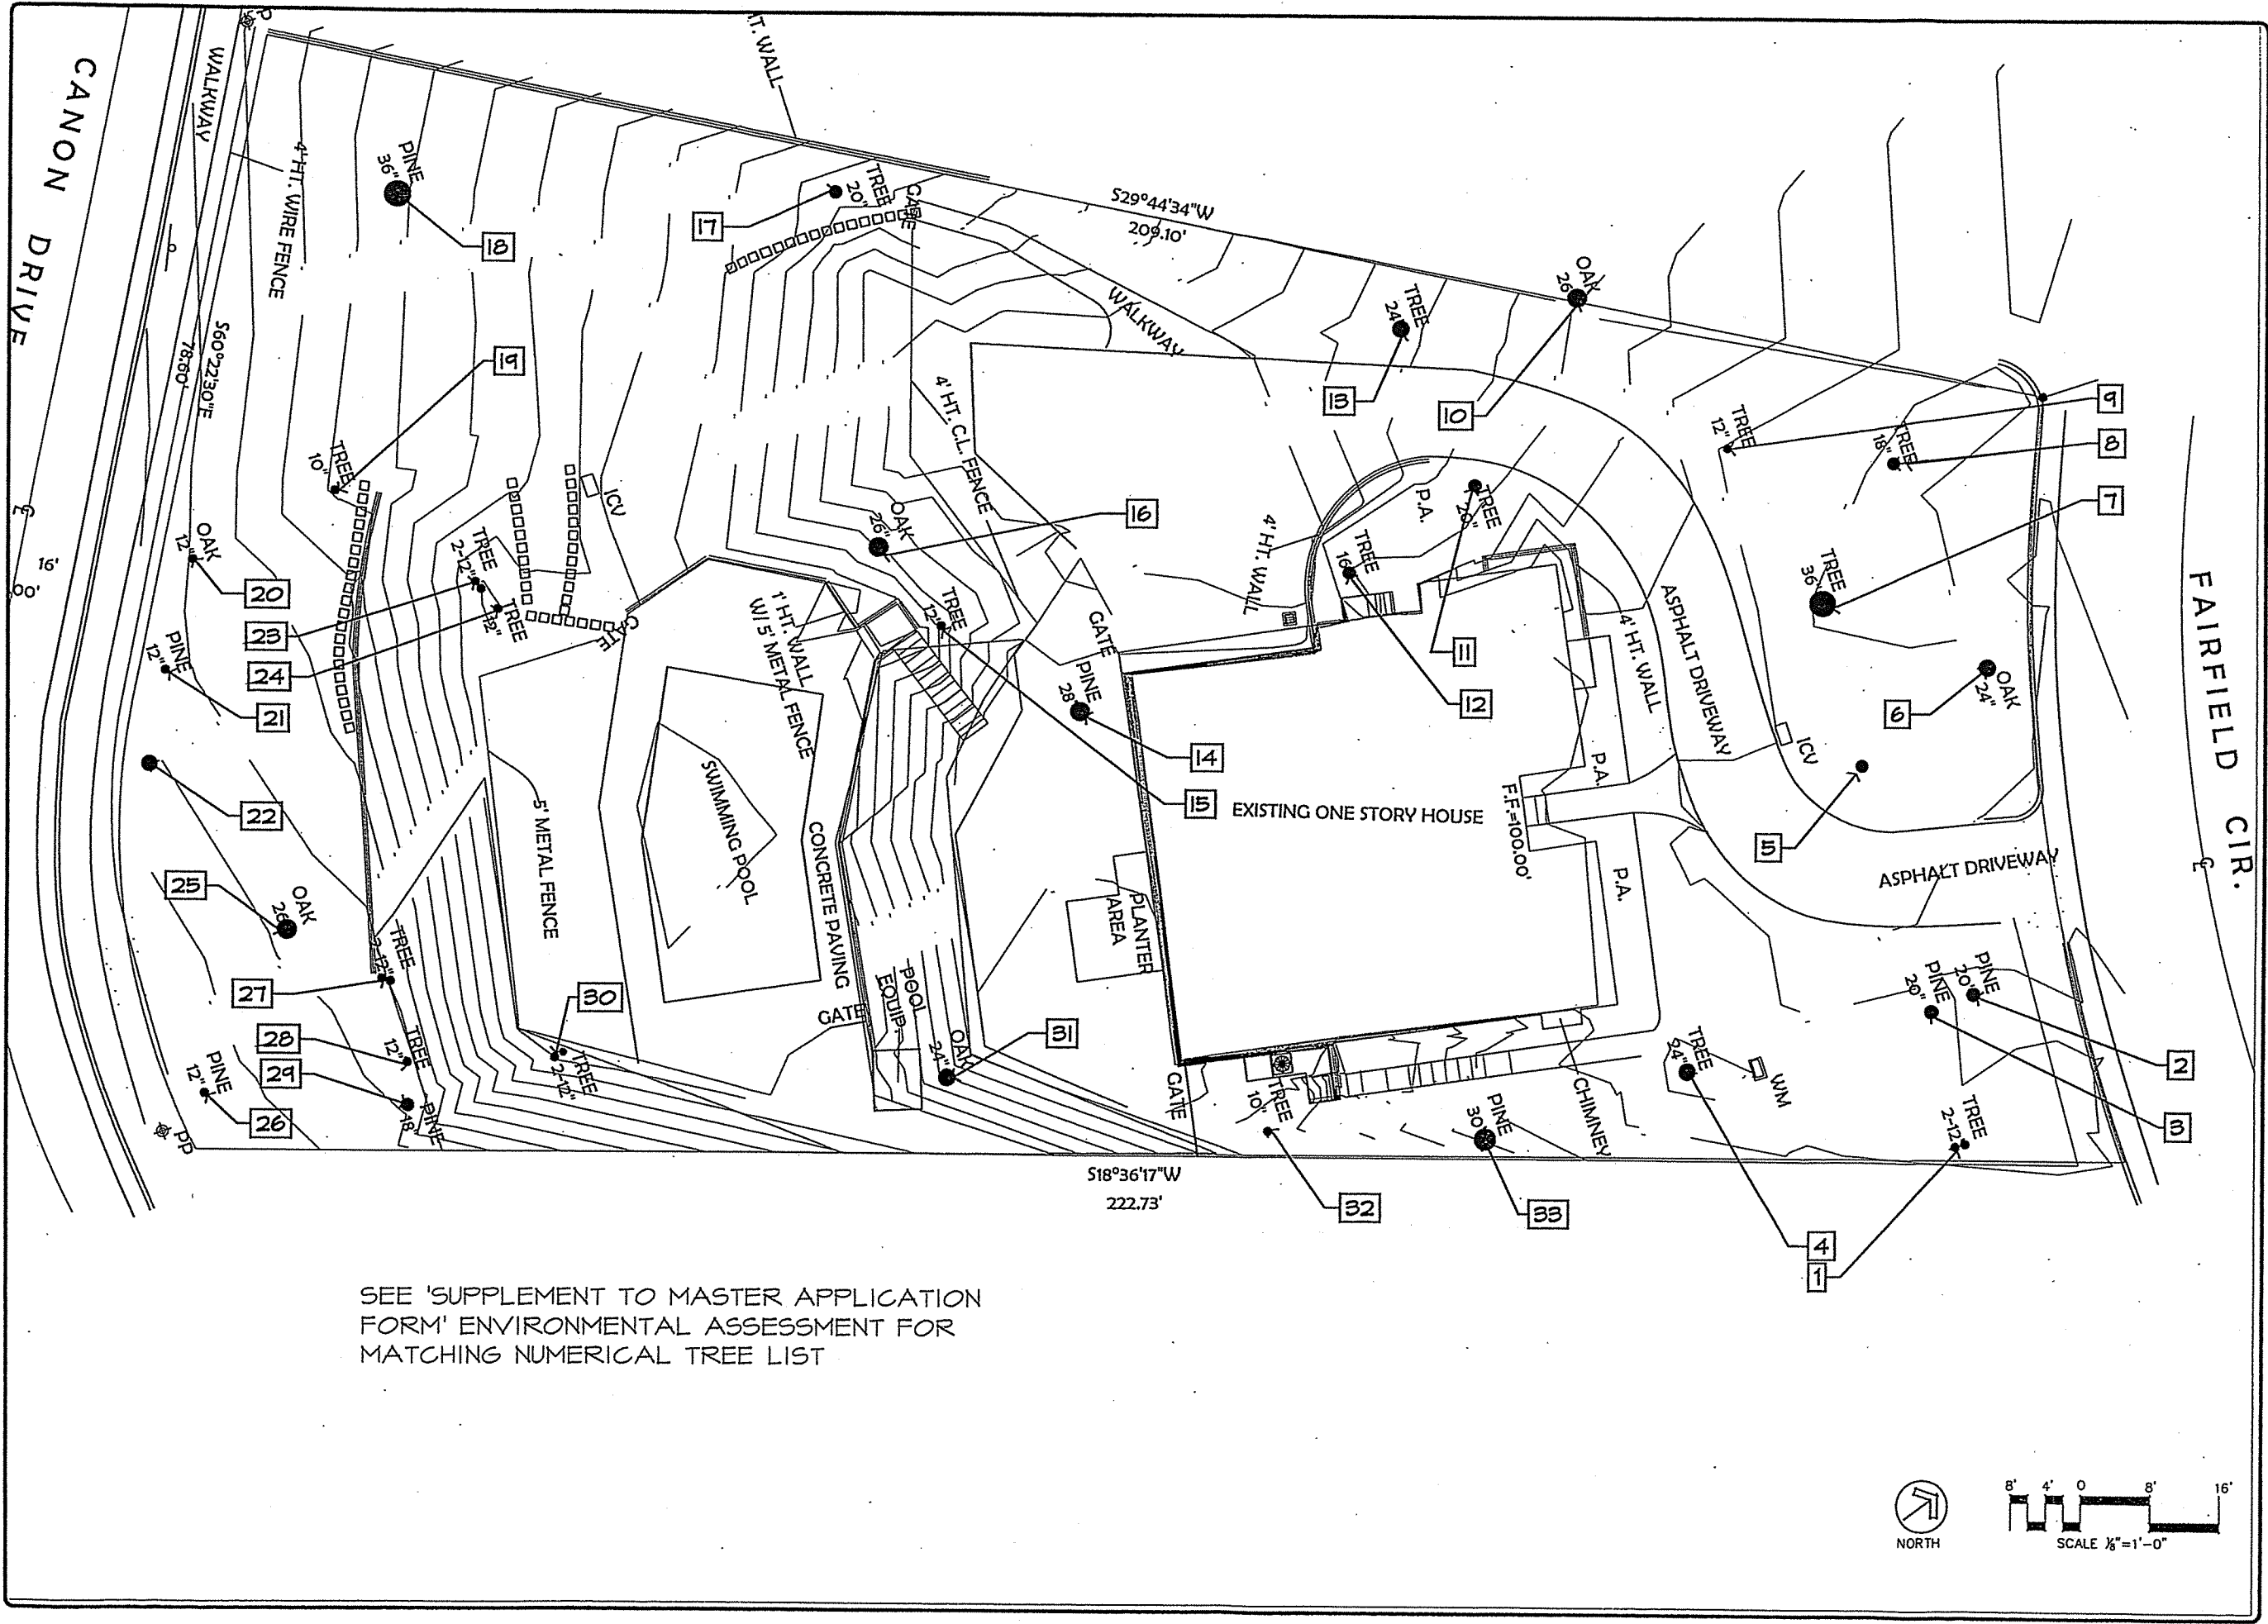 CANON DRIVE
WALKWAY
4' HT. WIRE FENCE
S60°22'30"E
78.60'
16'
00'
HT. WALL
PINE
36"
18
TREE
20"
17
GATE
S29°44'34"W
209.10'
WALKWAY
OAK
26"
10
TREE
24"
13
TREE
12"
9
TREE
18"
8
7
TREE
36"
OAK
24"
6
5
ICV
FAIRFIELD CIR.
ASPHALT DRIVEWAY
ASPHALT DRIVEWAY
4' HT. WALL
4' HT. WALL
P.A.
TREE
20"
11
TREE
16"
12
P.A.
P.A.
F.F.=100.00'
EXISTING ONE STORY HOUSE
4' HT. C.L. FENCE
OAK
26"
16
TREE
12"
15
GATE
PINE
28"
14
19
TREE
10"
ICV
OAK
12"
20
TREE
2-12"
23
TREE
12"
24
GATE
PINE
12"
21
22
1' HT. WALL
W/ 5' METAL FENCE
SWIMMING POOL
5' METAL FENCE
CONCRETE PAVING
GATE
POOL
EQUIP.
PLANTER
AREA
25
OAK
26"
TREE
2-12"
27
28
TREE
12"
29
PINE
18"
PINE
12"
26
PP
30
TREE
2-12"
OAK
24"
31
GATE
TREE
10"
32
PINE
30"
33
CHIMNEY
TREE
24"
4
1
WM
TREE
2-12"
PINE
20"
2
PINE
20"
3
S18°36'17"W
222.73'
SEE 'SUPPLEMENT TO MASTER APPLICATION
FORM' ENVIRONMENTAL ASSESSMENT FOR
MATCHING NUMERICAL TREE LIST
NORTH
8' 4' 0 8' 16'
SCALE ⅛"=1'-0"